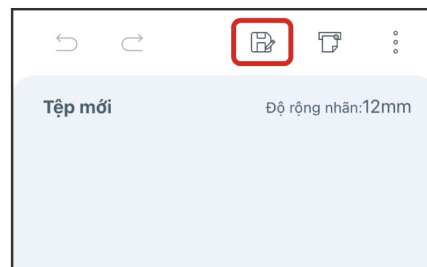 Tệp mới
Độ rộng nhãn:12mm